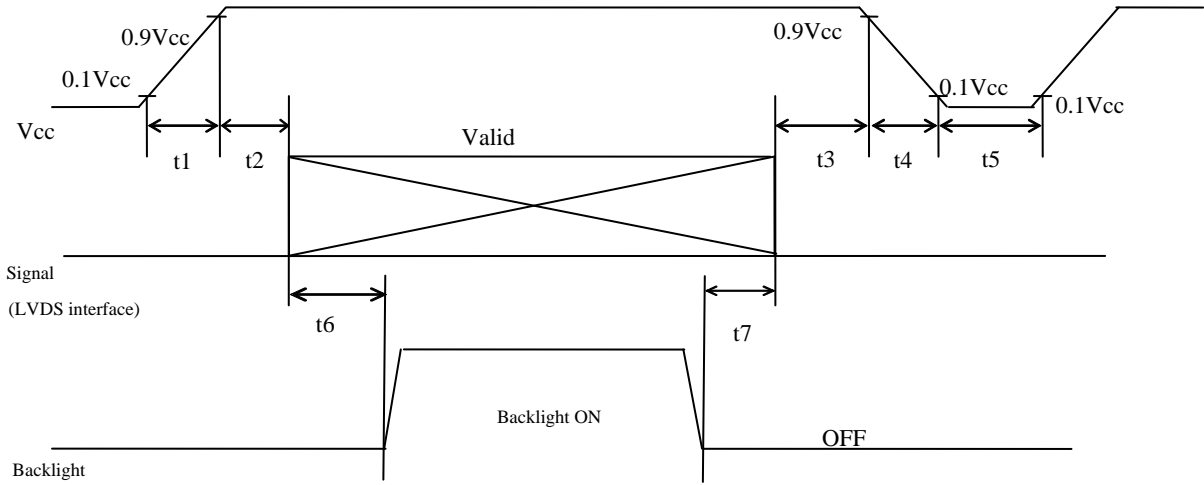 0.9Vcc
0.9Vcc
0.1Vcc
0.1Vcc
0.1Vcc
Vcc
Valid
t1
t2
t3
t4
t5
Signal
(LVDS interface)
t6
t7
Backlight ON
OFF
Backlight